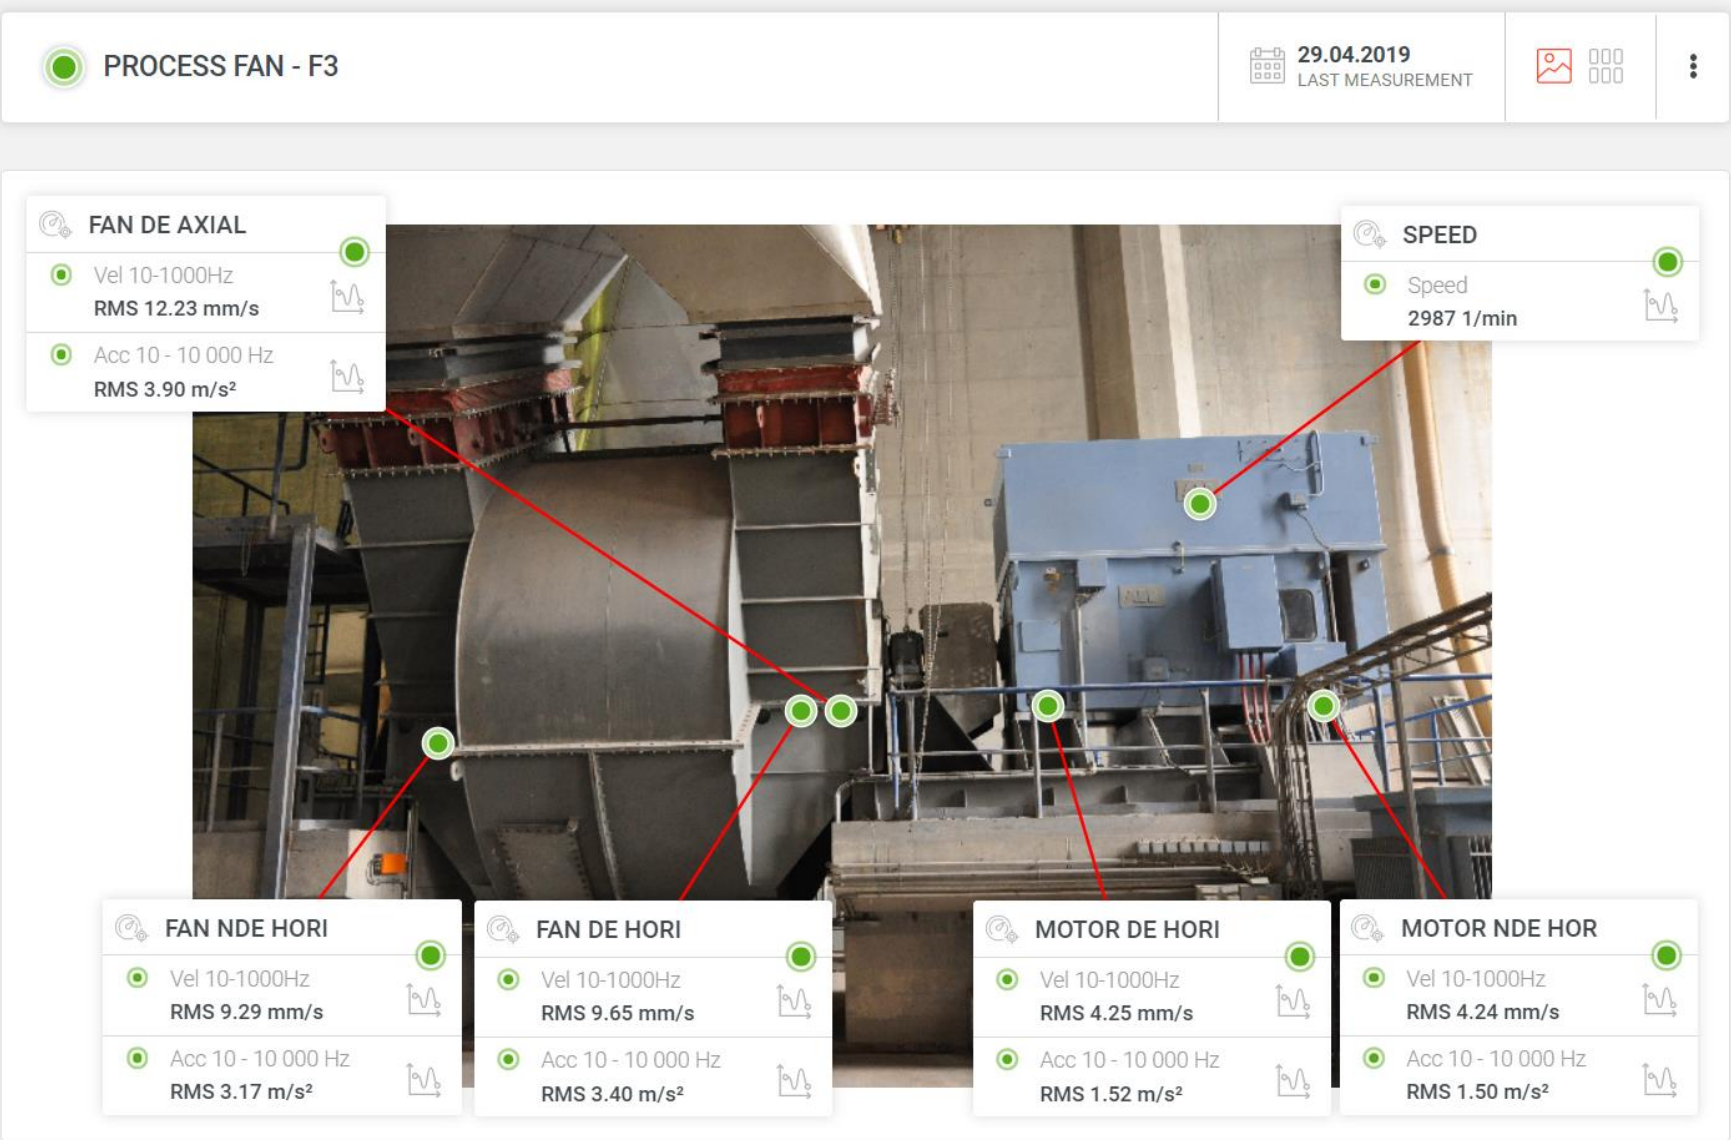 PROCESS FAN - F3
29.04.2019
LAST MEASUREMENT
FAN DE AXIAL
Vel 10-1000Hz
RMS 12.23 mm/s
Acc 10 - 10 000 Hz
RMS 3.90 m/s²
SPEED
Speed
2987 1/min
FAN NDE HORI
Vel 10-1000Hz
RMS 9.29 mm/s
Acc 10 - 10 000 Hz
RMS 3.17 m/s²
FAN DE HORI
Vel 10-1000Hz
RMS 9.65 mm/s
Acc 10 - 10 000 Hz
RMS 3.40 m/s²
MOTOR DE HORI
Vel 10-1000Hz
RMS 4.25 mm/s
Acc 10 - 10 000 Hz
RMS 1.52 m/s²
MOTOR NDE HOR
Vel 10-1000Hz
RMS 4.24 mm/s
Acc 10 - 10 000 Hz
RMS 1.50 m/s²